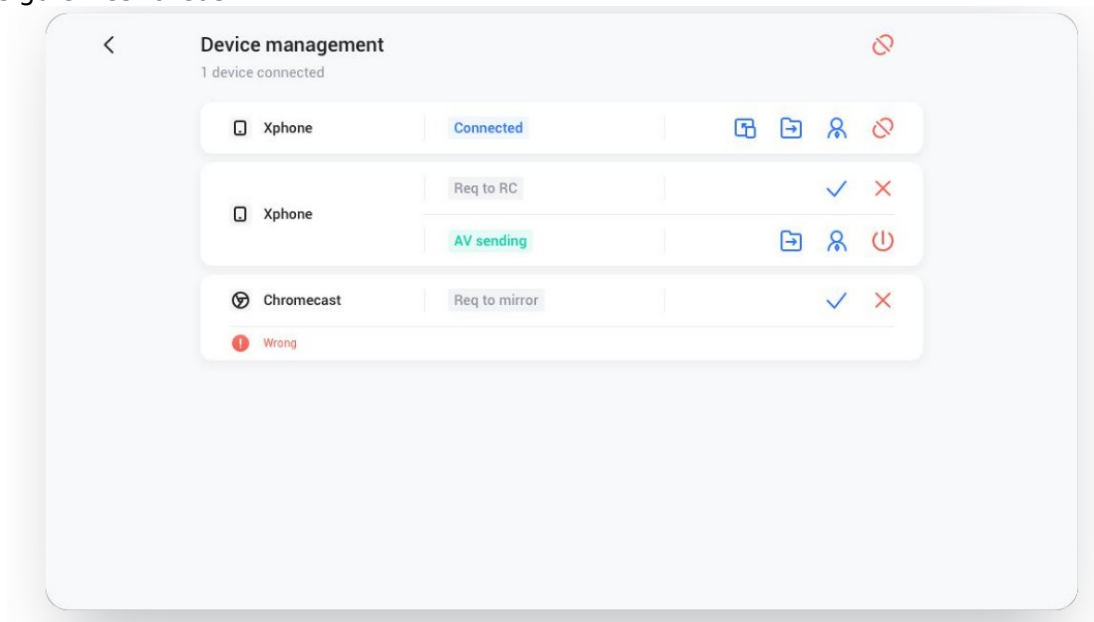 Device management
1 device connected
Xphone Connected
Req to RC
Xphone
AV sending
Chromecast Req to mirror
Wrong